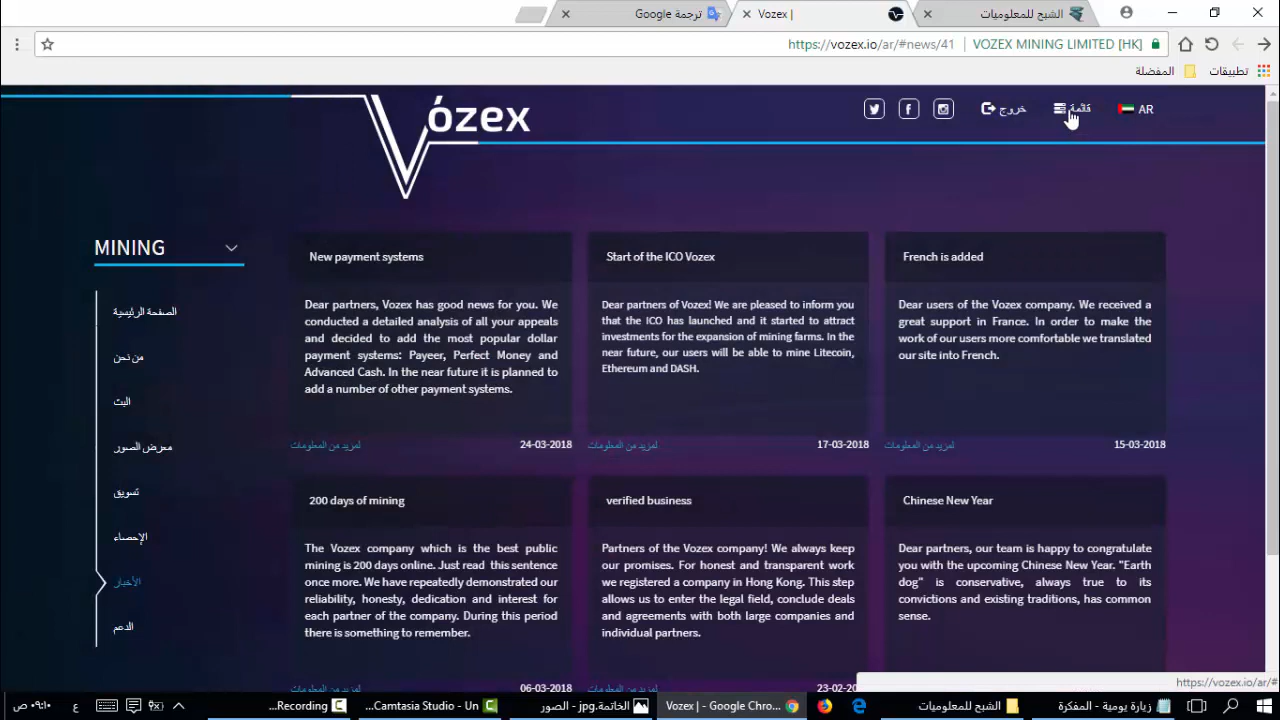 ترجمة Google
Vozex |
الشبح للمعلوميات
https://vozex.io/ar/#news/41
VOZEX MINING LIMITED [HK]
المفضلة
تطبيقات
Vózex
خروج
قائمة
AR
MINING
الصفحة الرئيسية
من نحن
البث
معرض الصور
تسويق
الإحصاء
الأخبار
الدعم
New payment systems
Dear partners, Vozex has good news for you. We
conducted a detailed analysis of all your appeals
and decided to add the most popular dollar
payment systems: Payeer, Perfect Money and
Advanced Cash. In the near future it is planned to
add a number of other payment systems.
لمزيد من المعلومات
24-03-2018
Start of the ICO Vozex
Dear partners of Vozex! We are pleased to inform you
that the ICO has launched and it started to attract
investments for the expansion of mining farms. In the
near future, our users will be able to mine Litecoin,
Ethereum and DASH.
لمزيد من المعلومات
17-03-2018
French is added
Dear users of the Vozex company. We received a
great support in France. In order to make the
work of our users more comfortable we translated
our site into French.
لمزيد من المعلومات
15-03-2018
200 days of mining
The Vozex company which is the best public
mining is 200 days online. Just read this sentence
once more. We have repeatedly demonstrated our
reliability, honesty, dedication and interest for
each partner of the company. During this period
there is something to remember.
لمزيد من المعلومات
06-03-2018
verified business
Partners of the Vozex company! We always keep
our promises. For honest and transparent work
we registered a company in Hong Kong. This step
allows us to enter the legal field, conclude deals
and agreements with both large companies and
individual partners.
لمزيد من المعلومات
23-02-20
Chinese New Year
Dear partners, our team is happy to congratulate
you with the upcoming Chinese New Year. "Earth
dog" is conservative, always true to its
convictions and existing traditions, has common
sense.
https://vozex.io/ar/#
٠٩:١٠ ص
ع
Recording...
Camtasia Studio - Un...
الخاتمة.jpg - الصور
Vozex | - Google Chro...
الشبح للمعلوميات
زيارة يومية - المفكرة